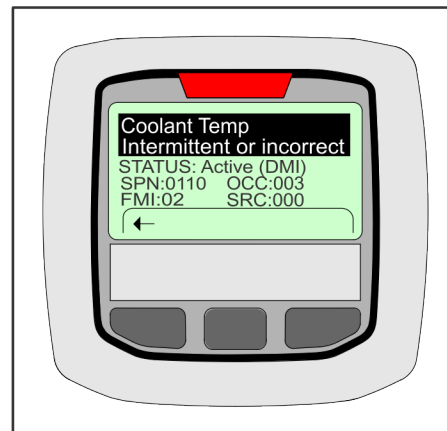 Coolant Temp
Intermittent or incorrect
STATUS: Active (DMI)
SPN:0110 OCC:003
FMI:02 SRC:000